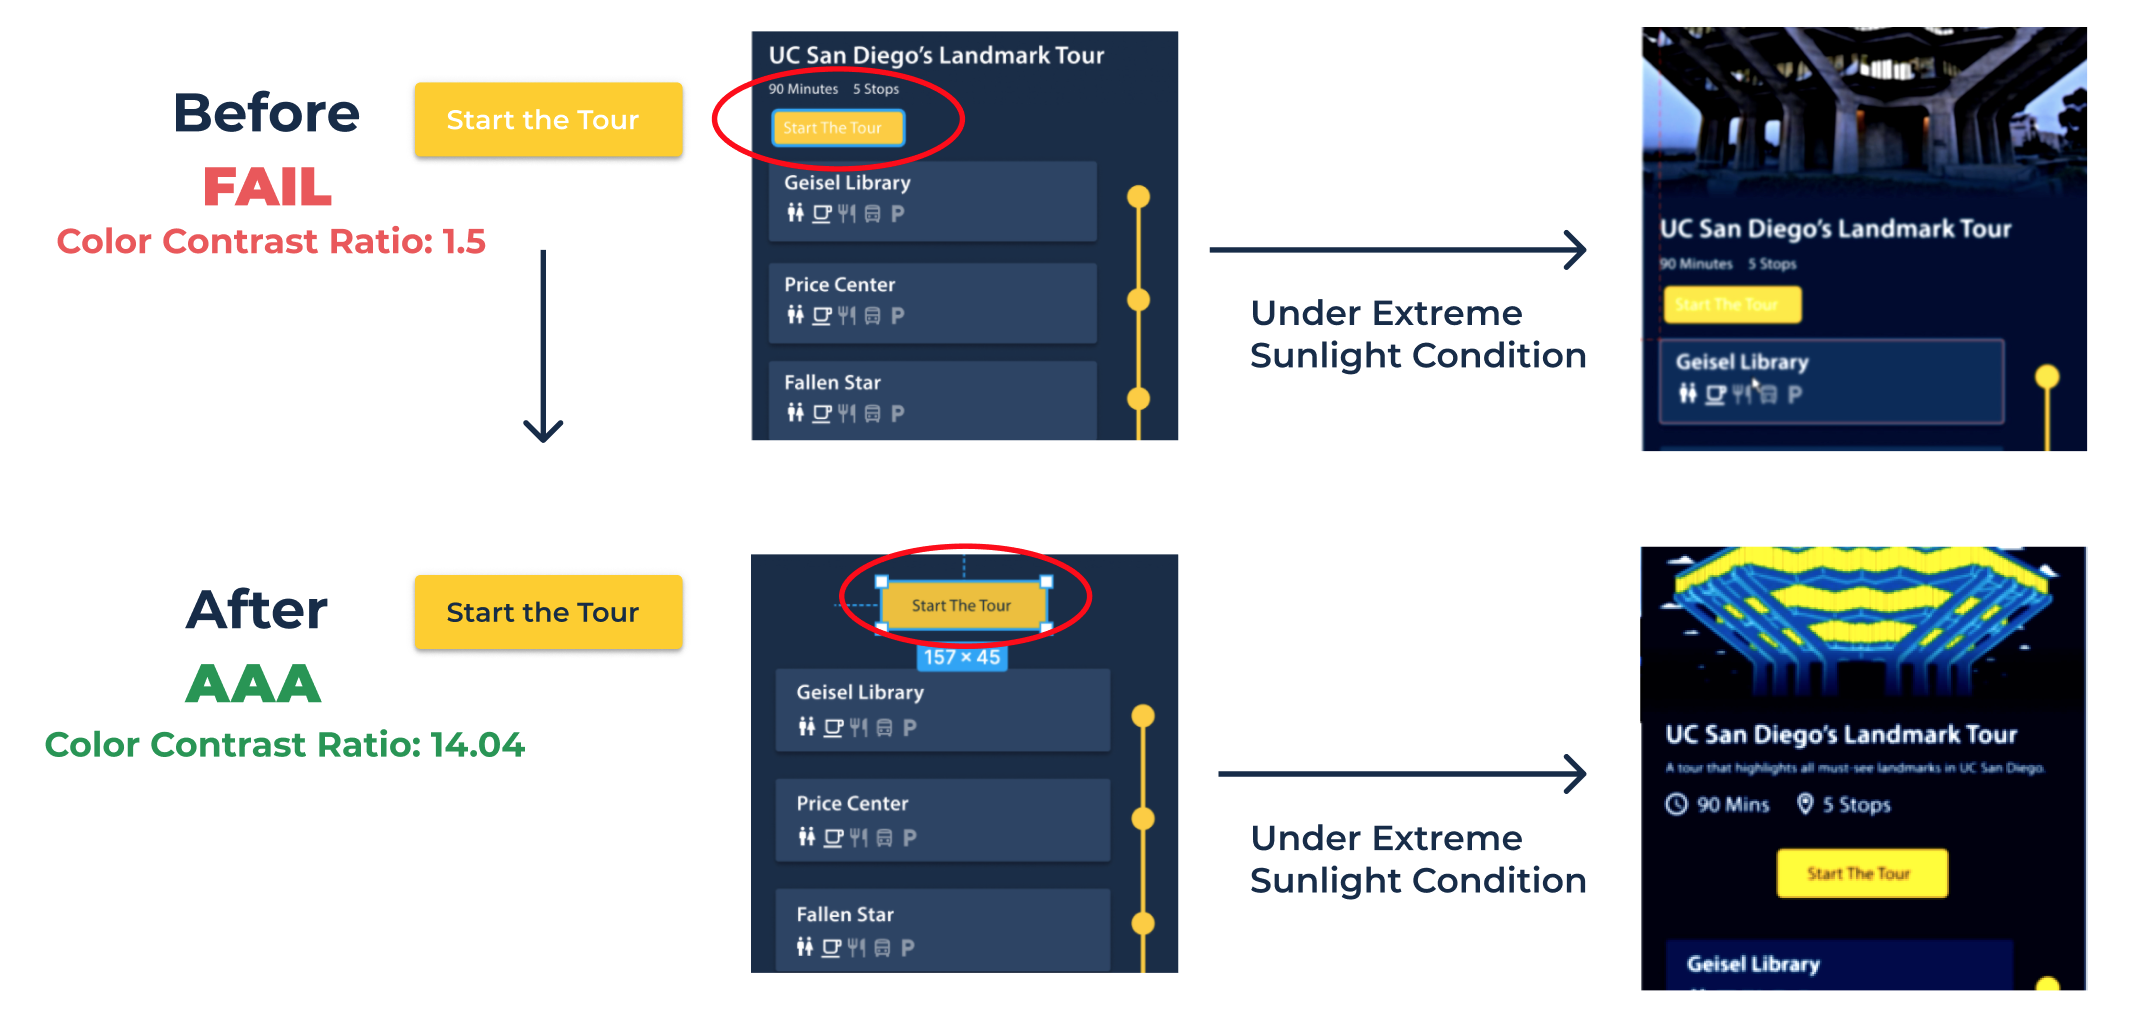 Before
FAIL
Color Contrast Ratio: 1.5
Start the Tour
UC San Diego's Landmark Tour
90 Minutes 5 Stops
Start The Tour
Geisel Library
P
Price Center
P
Fallen Star
P
Under Extreme
Sunlight Condition
UC San Diego's Landmark Tour
90 Minutes 5 Stops
Start The Tour
Geisel Library
P
After
AAA
Color Contrast Ratio: 14.04
Start the Tour
Start The Tour
157 × 45
Geisel Library
P
Price Center
P
Fallen Star
P
Under Extreme
Sunlight Condition
UC San Diego's Landmark Tour
A tour that highlights all must-see landmarks in UC San Diego.
90 Mins 5 Stops
Start The Tour
Geisel Library